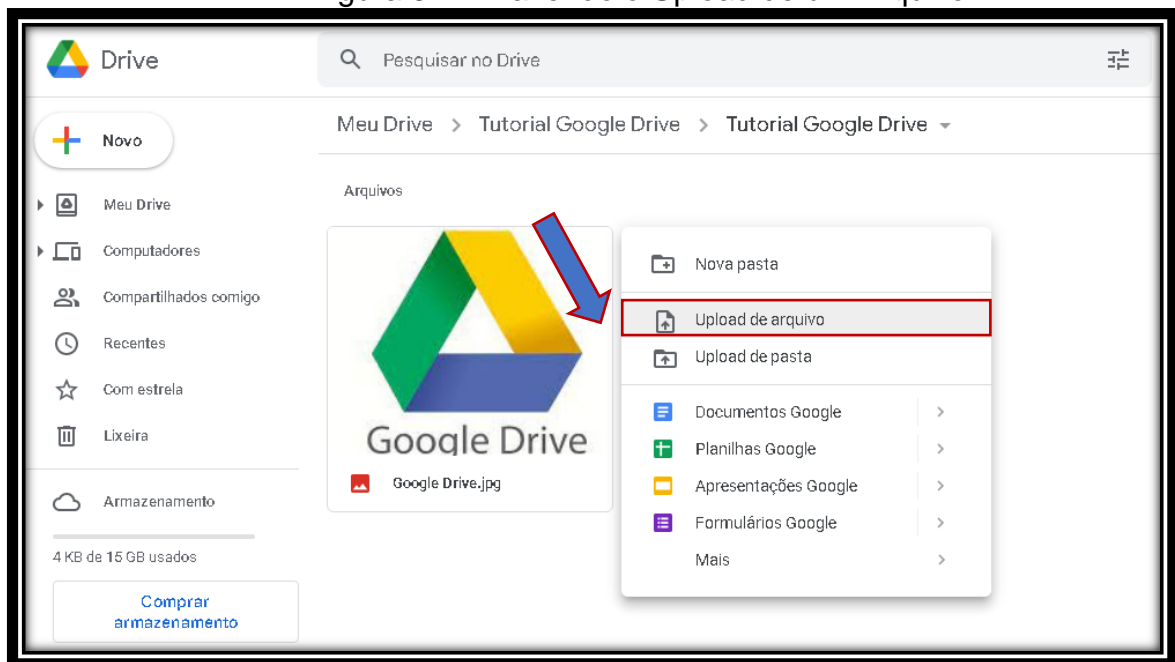 Drive
Pesquisar no Drive
Novo
Meu Drive > Tutorial Google Drive > Tutorial Google Drive
Meu Drive
Computadores
Compartilhados comigo
Recentes
Com estrela
Lixeira
Armazenamento
4 KB de 15 GB usados
Comprar
armazenamento
Arquivos
Google Drive
Google Drive.jpg
Nova pasta
Upload de arquivo
Upload de pasta
Documentos Google
Planilhas Google
Apresentações Google
Formulários Google
Mais